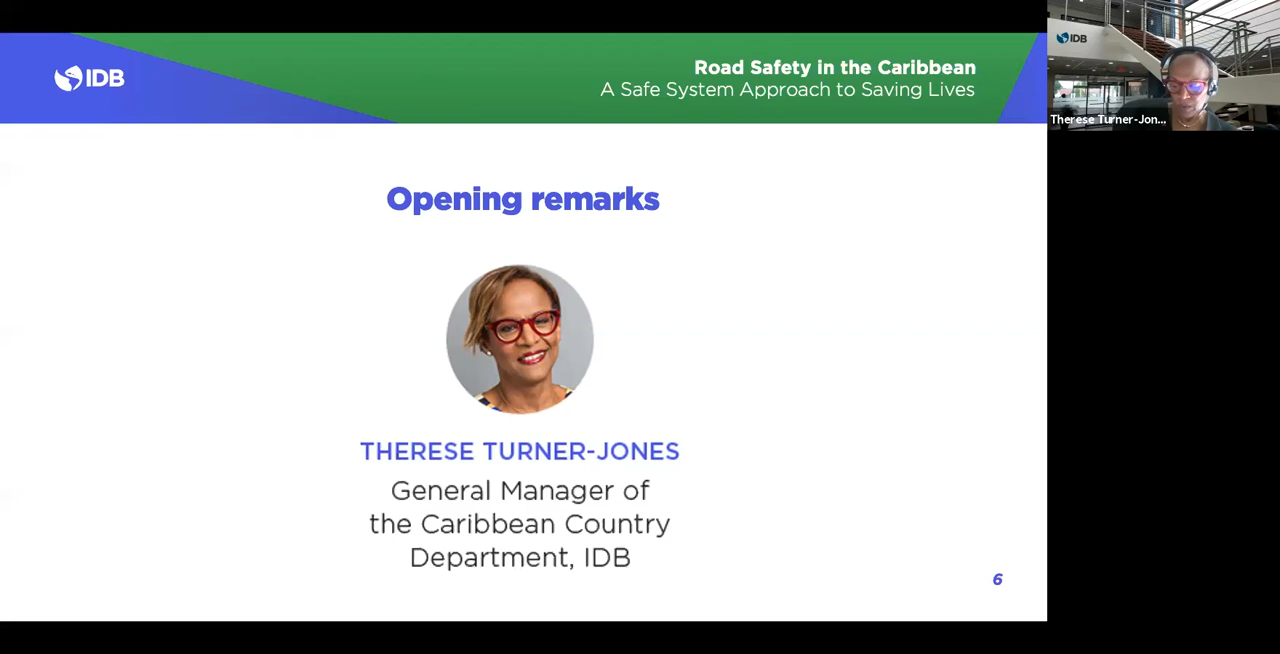 IDB
Road Safety in the Caribbean
A Safe System Approach to Saving Lives
IDB
Therese Turner-Jon...
Opening remarks
THERESE TURNER-JONES
General Manager of
the Caribbean Country
Department, IDB
6